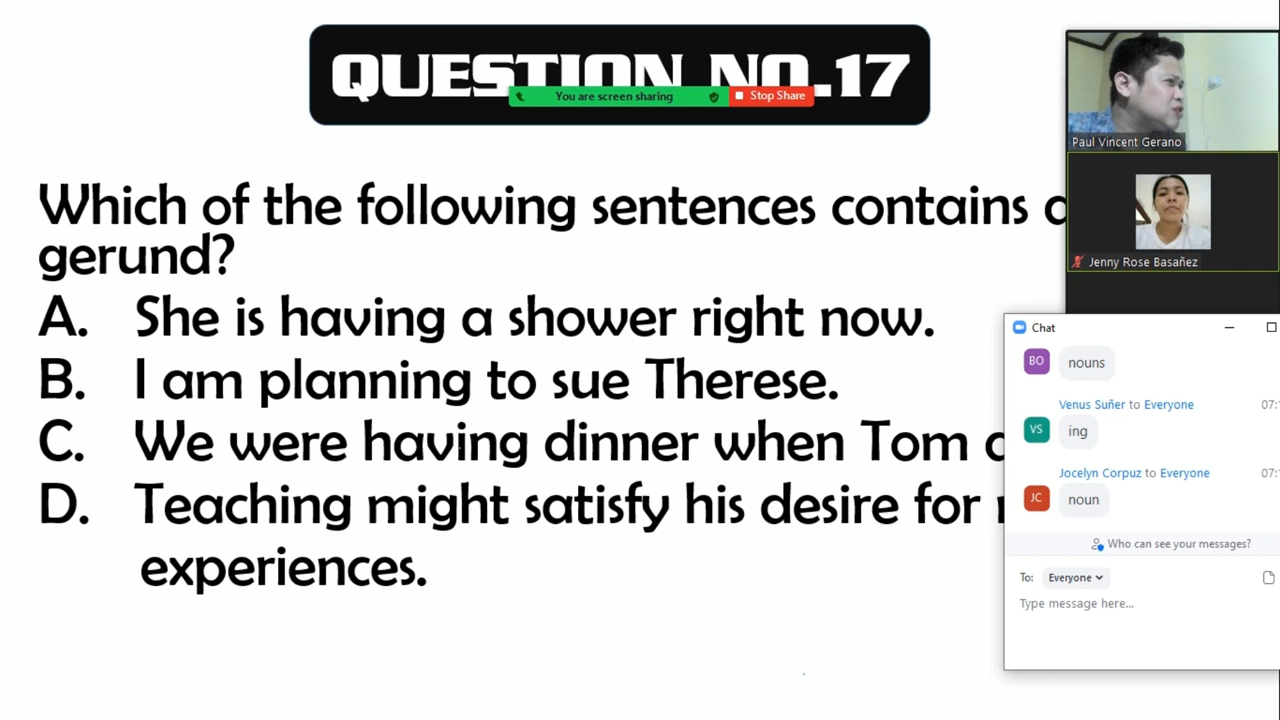 QUESTION NO.17
You are screen sharing
Stop Share
Paul Vincent Gerano
Jenny Rose Basañez
Which of the following sentences contains
gerund?
A. She is having a shower right now.
B. I am planning to sue Therese.
C. We were having dinner when Tom
D. Teaching might satisfy his desire for
experiences.
Chat
BO
nouns
Venus Suñer to Everyone
07:
VS
ing
Jocelyn Corpuz to Everyone
07:
JC
noun
Who can see your messages?
To: Everyone
Type message here...